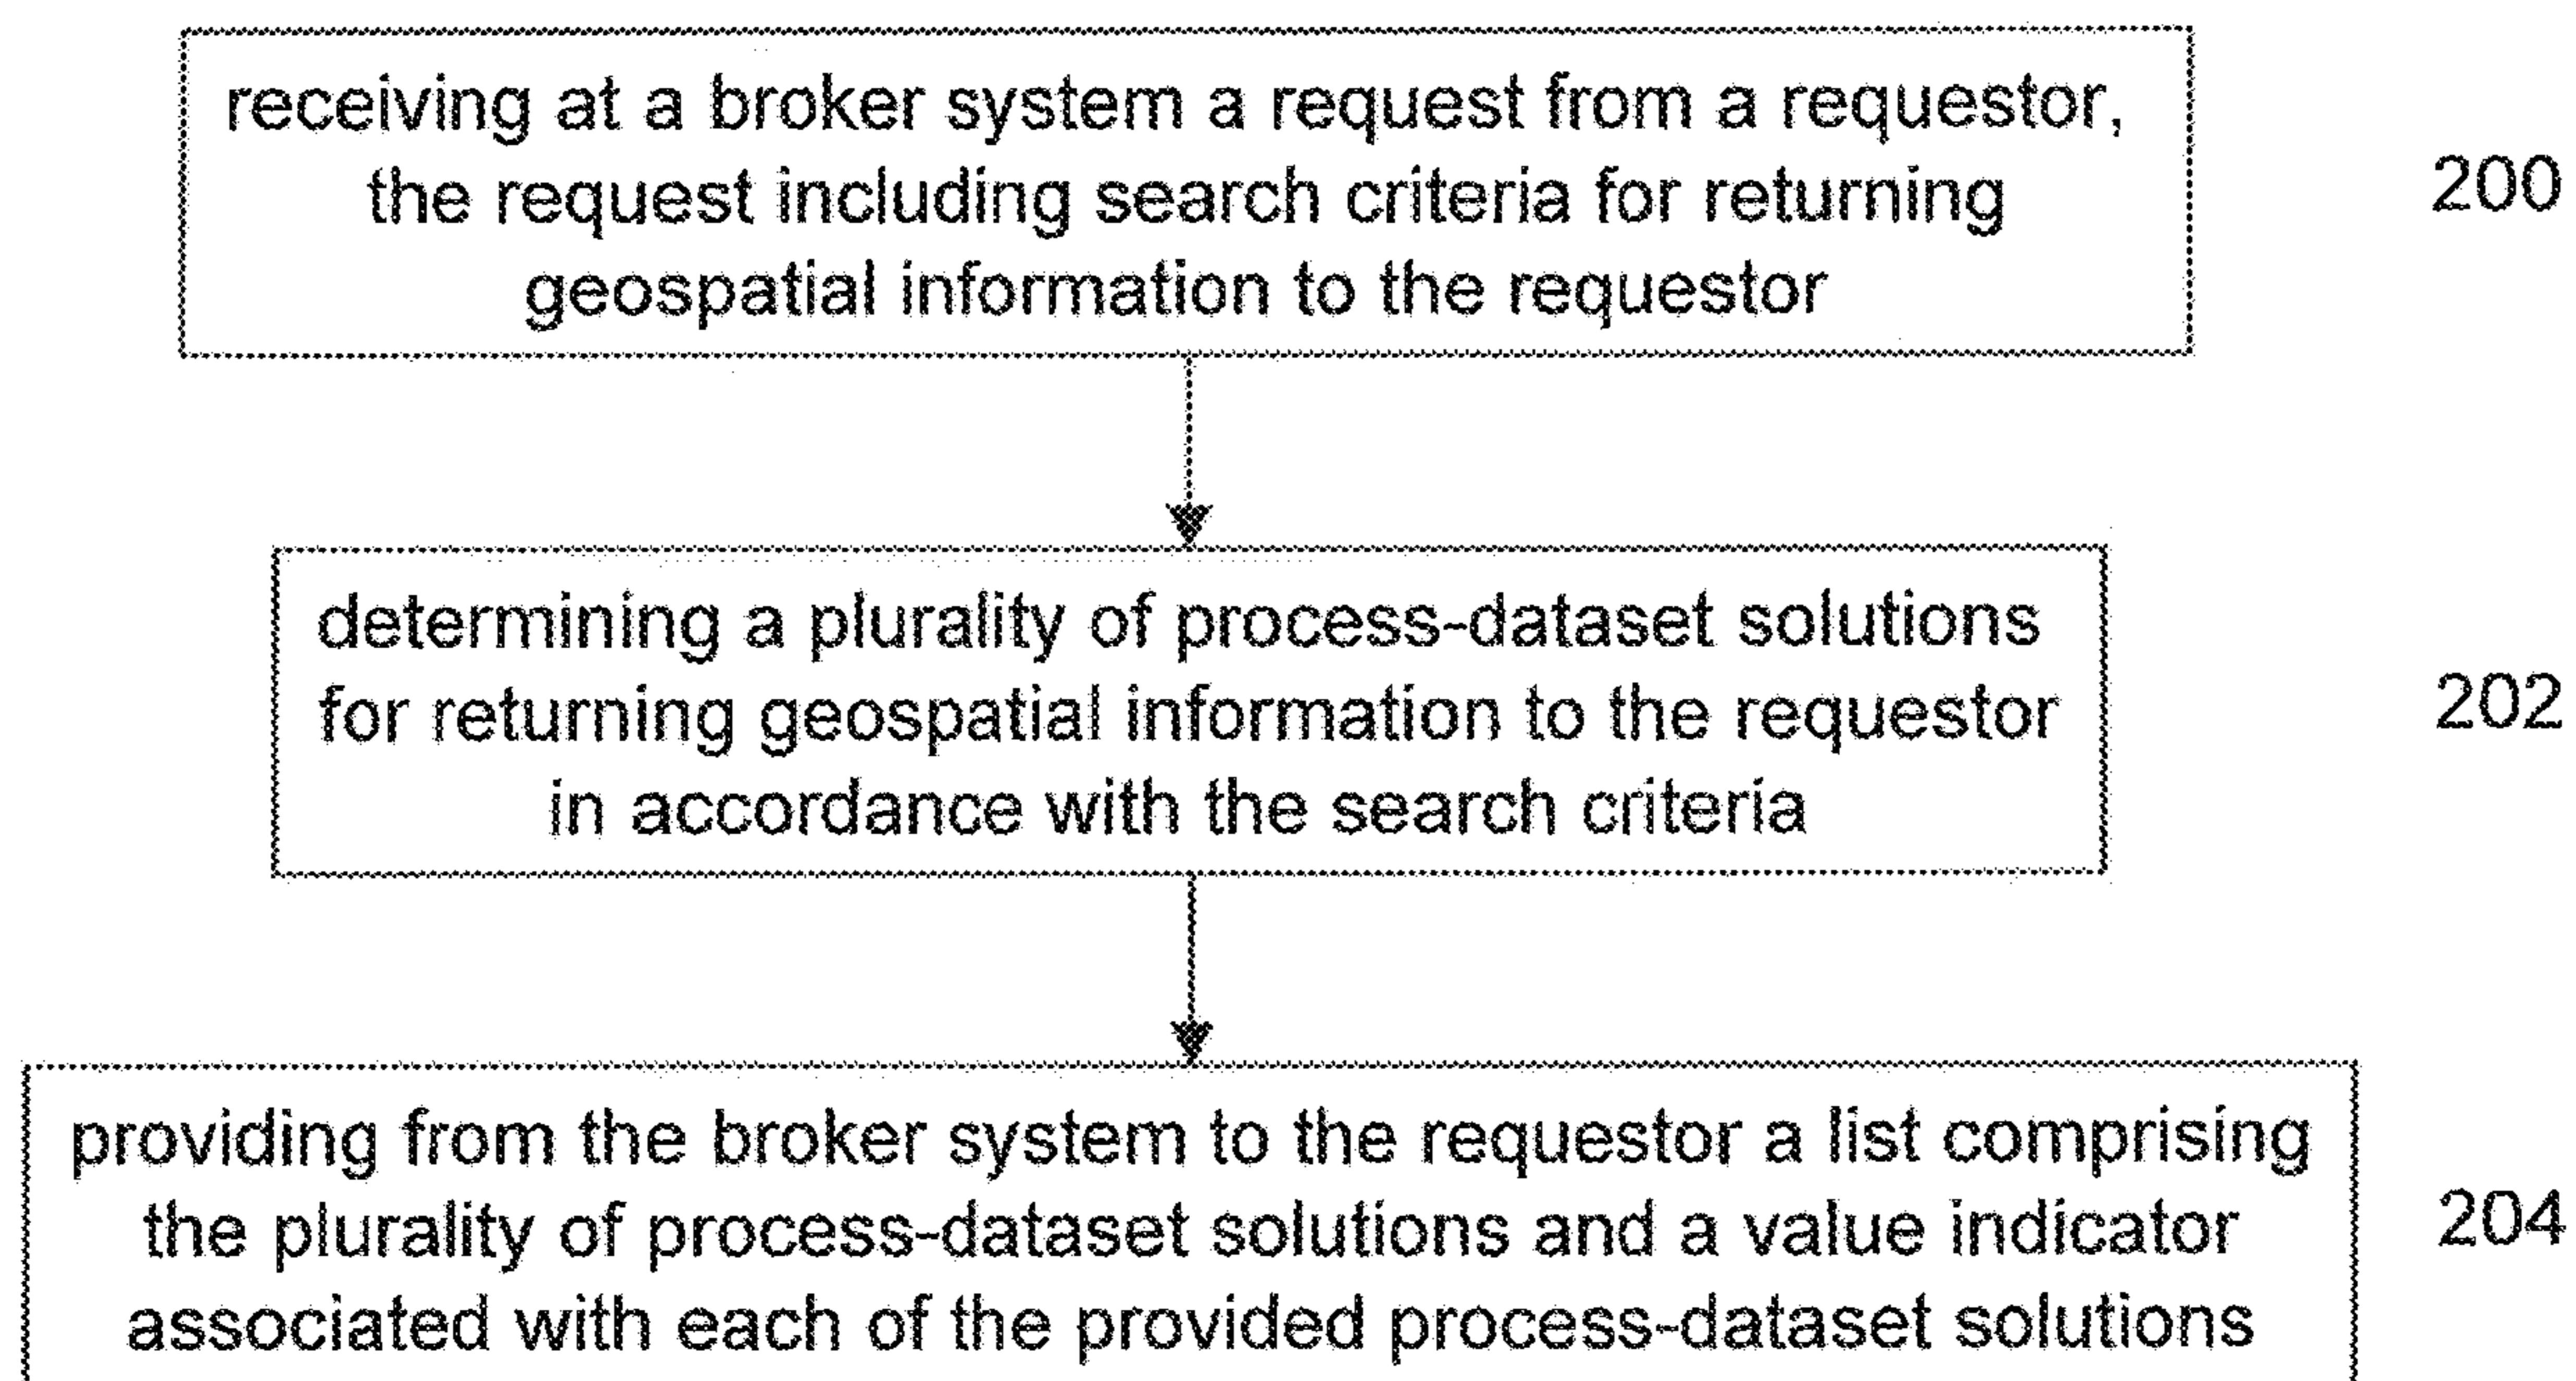 receiving at a broker system a request from a requestor,
the request including search criteria for returning
geospatial information to the requestor
200
determining a plurality of process-dataset solutions
for returning geospatial information to the requestor
in accordance with the search criteria
202
providing from the broker system to the requestor a list comprising
the plurality of process-dataset solutions and a value indicator
associated with each of the provided process-dataset solutions
204